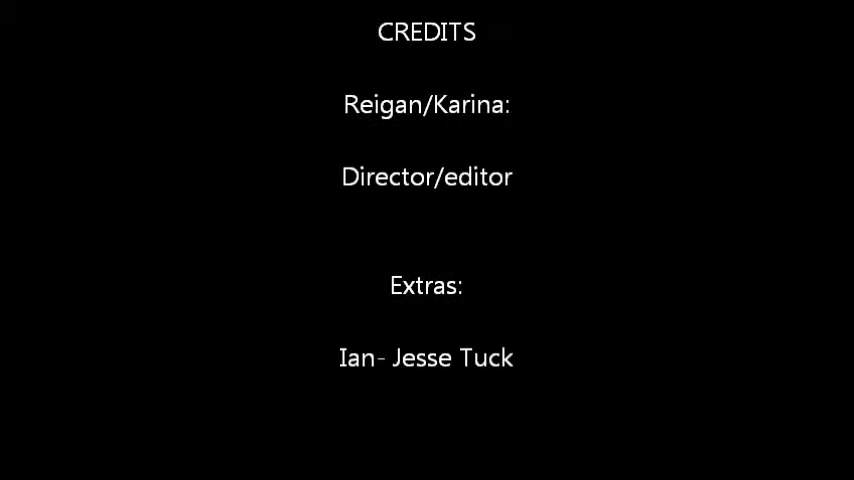 CREDITS
Reigan/Karina:
Director/editor
Extras:
Ian- Jesse Tuck